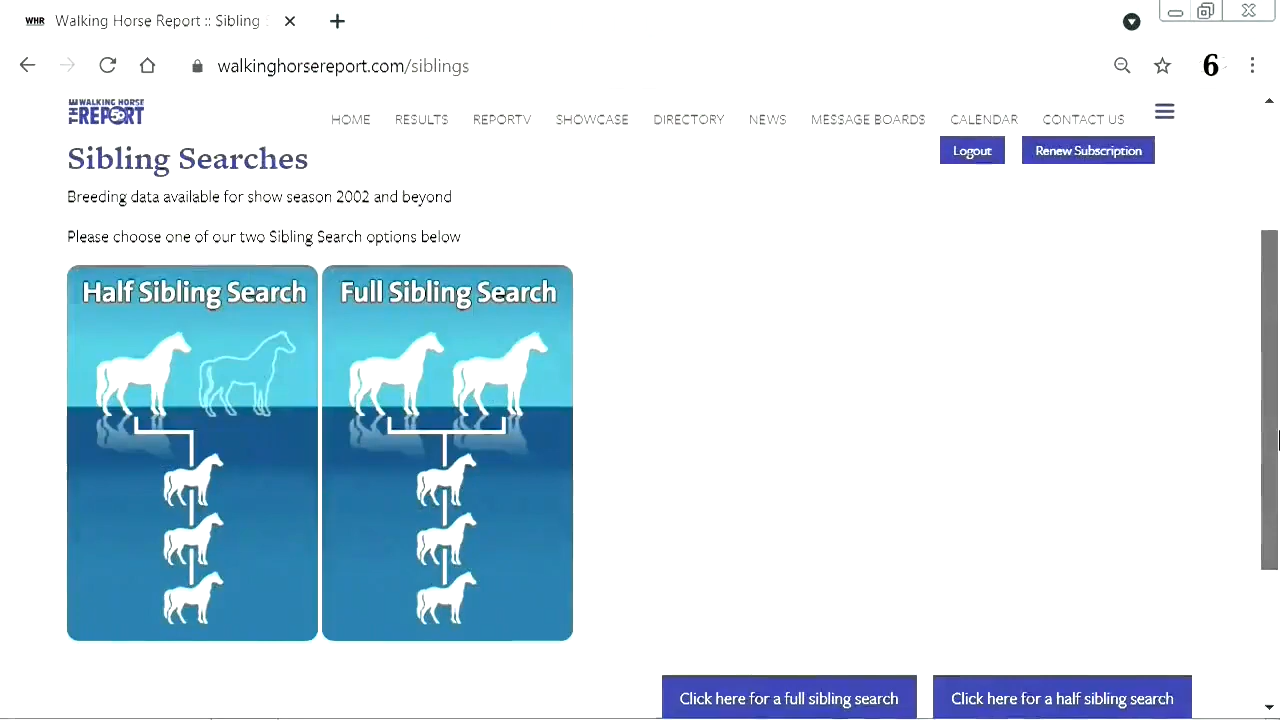 WHR Walking Horse Report :: Sibling
walkinghorsereport.com/siblings
6
THE WALKING HORSE REPORT
50
HOME RESULTS REPORTV SHOWCASE DIRECTORY NEWS MESSAGE BOARDS CALENDAR CONTACT US
Sibling Searches
Logout Renew Subscription
Breeding data available for show season 2002 and beyond
Please choose one of our two Sibling Search options below
Half Sibling Search Full Sibling Search
Click here for a full sibling search Click here for a half sibling search